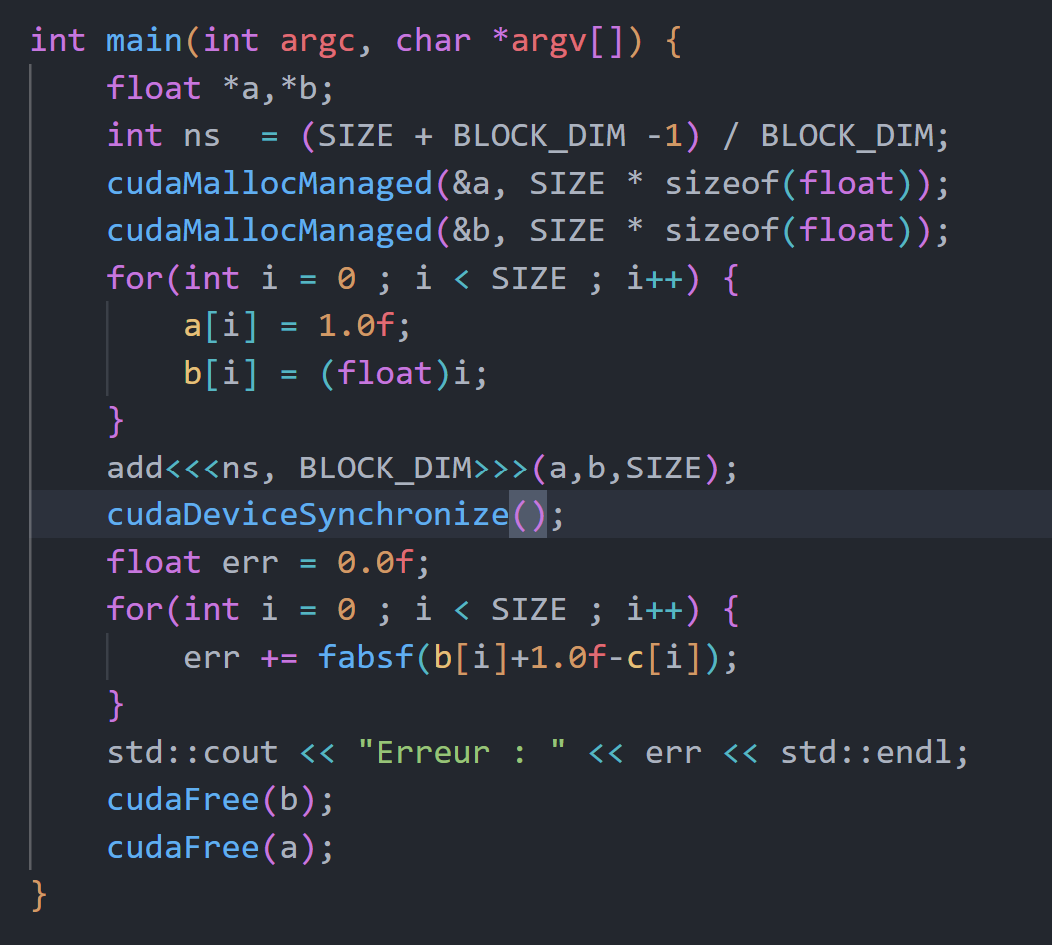 int main(int argc, char *argv[]) {
    float *a,*b;
    int ns  = (SIZE + BLOCK_DIM -1) / BLOCK_DIM;
    cudaMallocManaged(&a, SIZE * sizeof(float));
    cudaMallocManaged(&b, SIZE * sizeof(float));
    for(int i = 0 ; i < SIZE ; i++) {
        a[i] = 1.0f;
        b[i] = (float)i;
    }
    add<<<ns, BLOCK_DIM>>>(a,b,SIZE);
    cudaDeviceSynchronize();
    float err = 0.0f;
    for(int i = 0 ; i < SIZE ; i++) {
        err += fabsf(b[i]+1.0f-c[i]);
    }
    std::cout << "Erreur : " << err << std::endl;
    cudaFree(b);
    cudaFree(a);
}